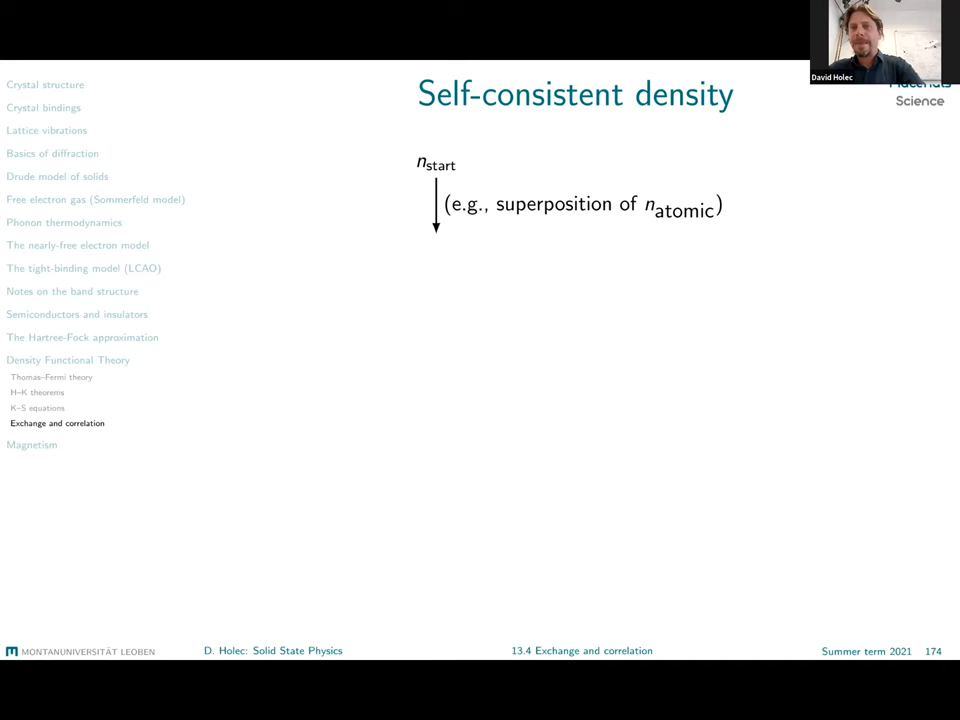 David Holec
Materials
Science
Self-consistent density
Crystal structure
Crystal bindings
Lattice vibrations
Basics of diffraction
Drude model of solids
Free electron gas (Sommerfeld model)
Phonon thermodynamics
The nearly-free electron model
The tight-binding model (LCAO)
Notes on the band structure
Semiconductors and insulators
The Hartree-Fock approximation
Density Functional Theory
Thomas–Fermi theory
H–K theorems
K–S equations
Exchange and correlation
Magnetism
n_start
(e.g., superposition of n_atomic)
MONTANUNIVERSITÄT LEOBEN
D. Holec: Solid State Physics
13.4 Exchange and correlation
Summer term 2021 174